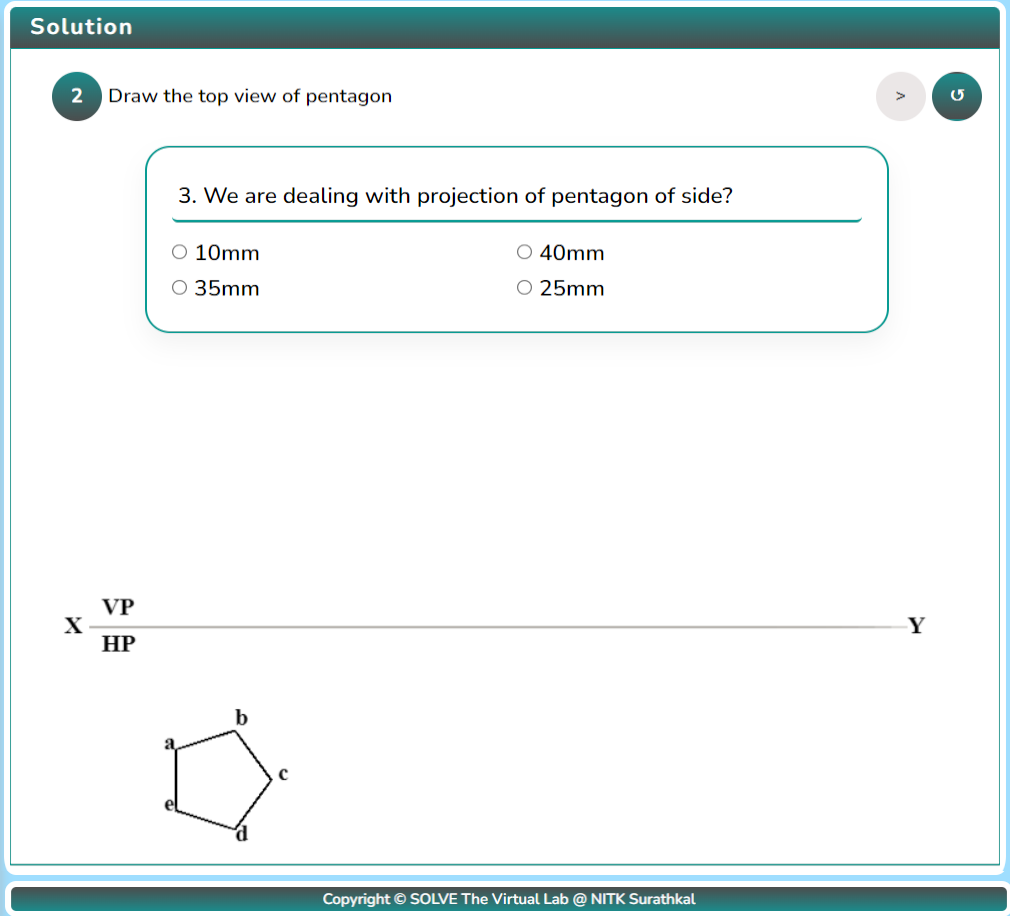 Solution
2 Draw the top view of pentagon > ↺
3. We are dealing with projection of pentagon of side?
10mm 40mm
35mm 25mm
VP
X Y
HP
b
a
c
e
d
Copyright © SOLVE The Virtual Lab @ NITK Surathkal